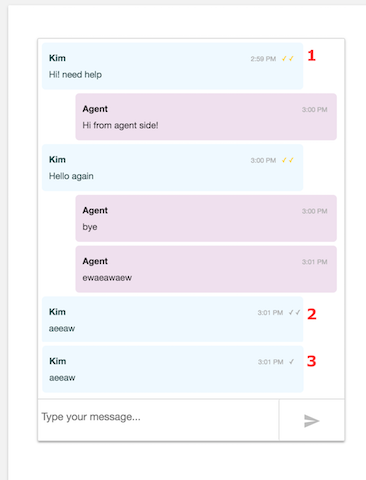 Kim 2:59 PM ✓✓ 1
Hi! need help
Agent 3:00 PM
Hi from agent side!
Kim 3:00 PM ✓✓
Hello again
Agent 3:00 PM
bye
Agent 3:01 PM
ewaeawaew
Kim 3:01 PM ✓✓ 2
aeeaw
Kim 3:01 PM ✓ 3
aeeaw
Type your message...